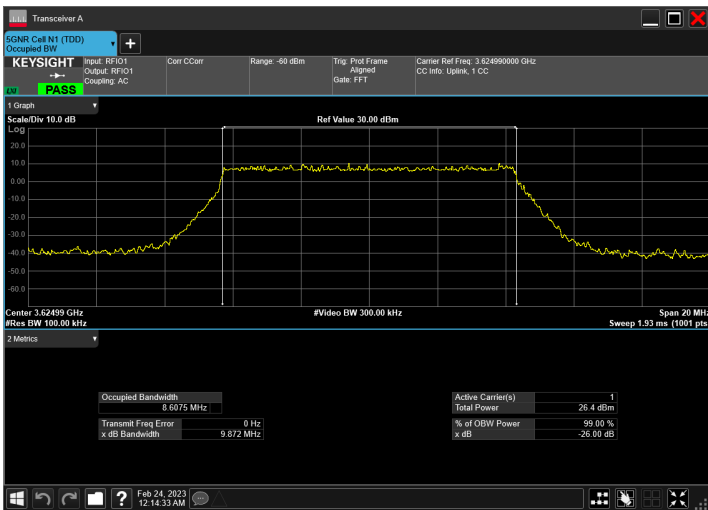 Transceiver A
5GNR Cell N1 (TDD)
Occupied BW
KEYSIGHT
PASS
Input: RFIO1
Output: RFIO1
Coupling: AC
Corr CCorr
Range: -60 dBm
Trig: Prot Frame
Aligned
Gate: FFT
Carrier Ref Freq: 3.624990000 GHz
CC Info: Uplink, 1 CC
1 Graph
Scale/Div 10.0 dB
Ref Value 30.00 dBm
Log
20.0
10.0
0.00
-10.0
-20.0
-30.0
-40.0
-50.0
-60.0
Center 3.62499 GHz
#Video BW 300.00 kHz
Span 20 MHz
#Res BW 100.00 kHz
Sweep 1.93 ms (1001 pts
2 Metrics
Occupied Bandwidth
8.6075 MHz
Transmit Freq Error 0 Hz
x dB Bandwidth 9.872 MHz
Active Carrier(s) 1
Total Power 26.4 dBm
% of OBW Power 99.00 %
x dB -26.00 dB
Feb 24, 2023
12:14:33 AM